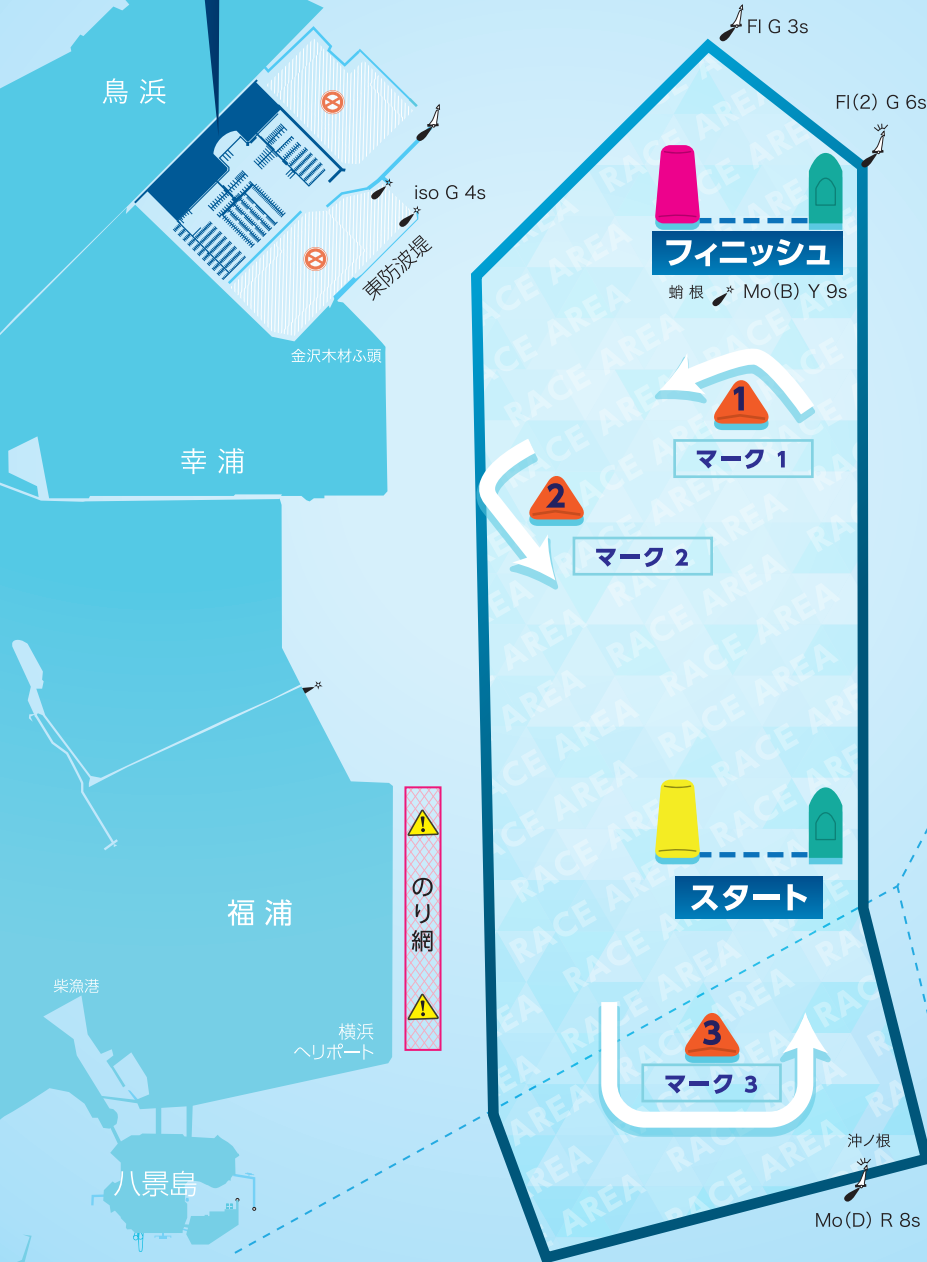 Fl G 3s
鳥 浜
Fl(2) G 6s
iso G 4s
東防波堤
フィニッシュ
蛸 根
Mo(B) Y 9s
金沢木材ふ頭
1
マーク 1
幸 浦
2
マーク 2
のり網
福 浦
スタート
柴漁港
横浜
ヘリポート
3
マーク 3
沖ノ根
八景島
Mo(D) R 8s
RACE AREA